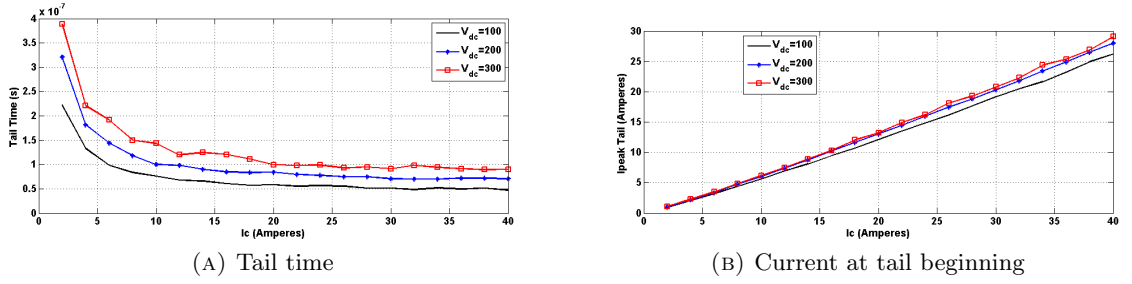 4 x 10^-7
3.5
3
2.5
2
1.5
1
0.5
0
Tail Time (s)
0 5 10 15 20 25 30 35 40
Ic (Amperes)
V_dc=100
V_dc=200
V_dc=300
(A) Tail time
30
25
20
15
10
5
0
Ipeak Tail (Amperes)
0 5 10 15 20 25 30 35 40
Ic (Amperes)
V_dc=100
V_dc=200
V_dc=300
(B) Current at tail beginning